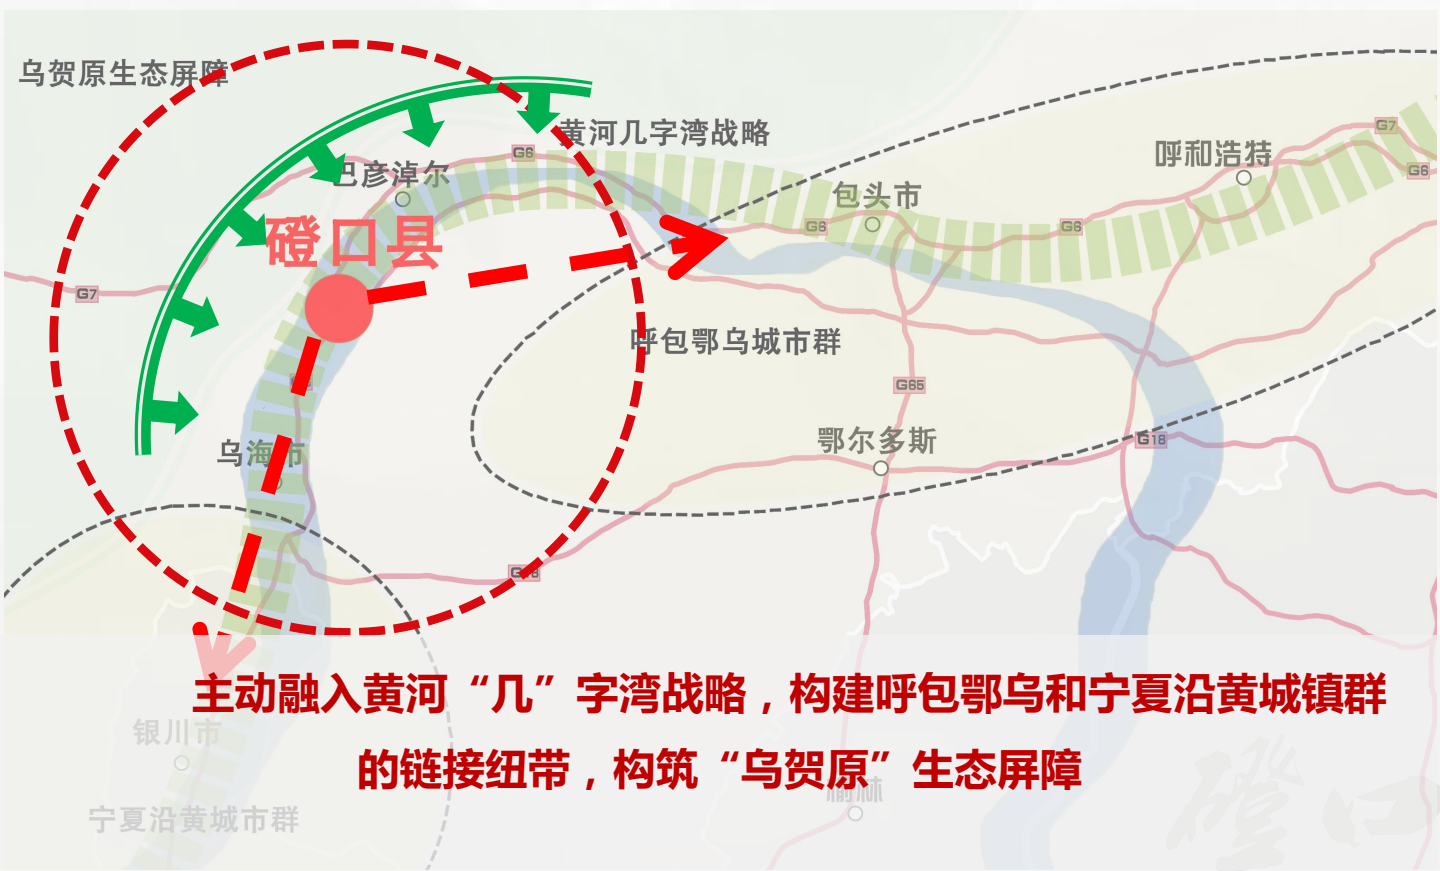 乌贺原生态屏障
黄河几字湾战略
G7
呼和浩特
G6
巴彦淖尔
G6
包头市
磴口县
G6
G6
G7
呼包鄂乌城市群
G65
鄂尔多斯
G18
乌海市
G18
主动融入黄河“几”字湾战略，构建呼包鄂乌和宁夏沿黄城镇群
银川市
的链接纽带，构筑“乌贺原”生态屏障
榆林
宁夏沿黄城市群
磴口